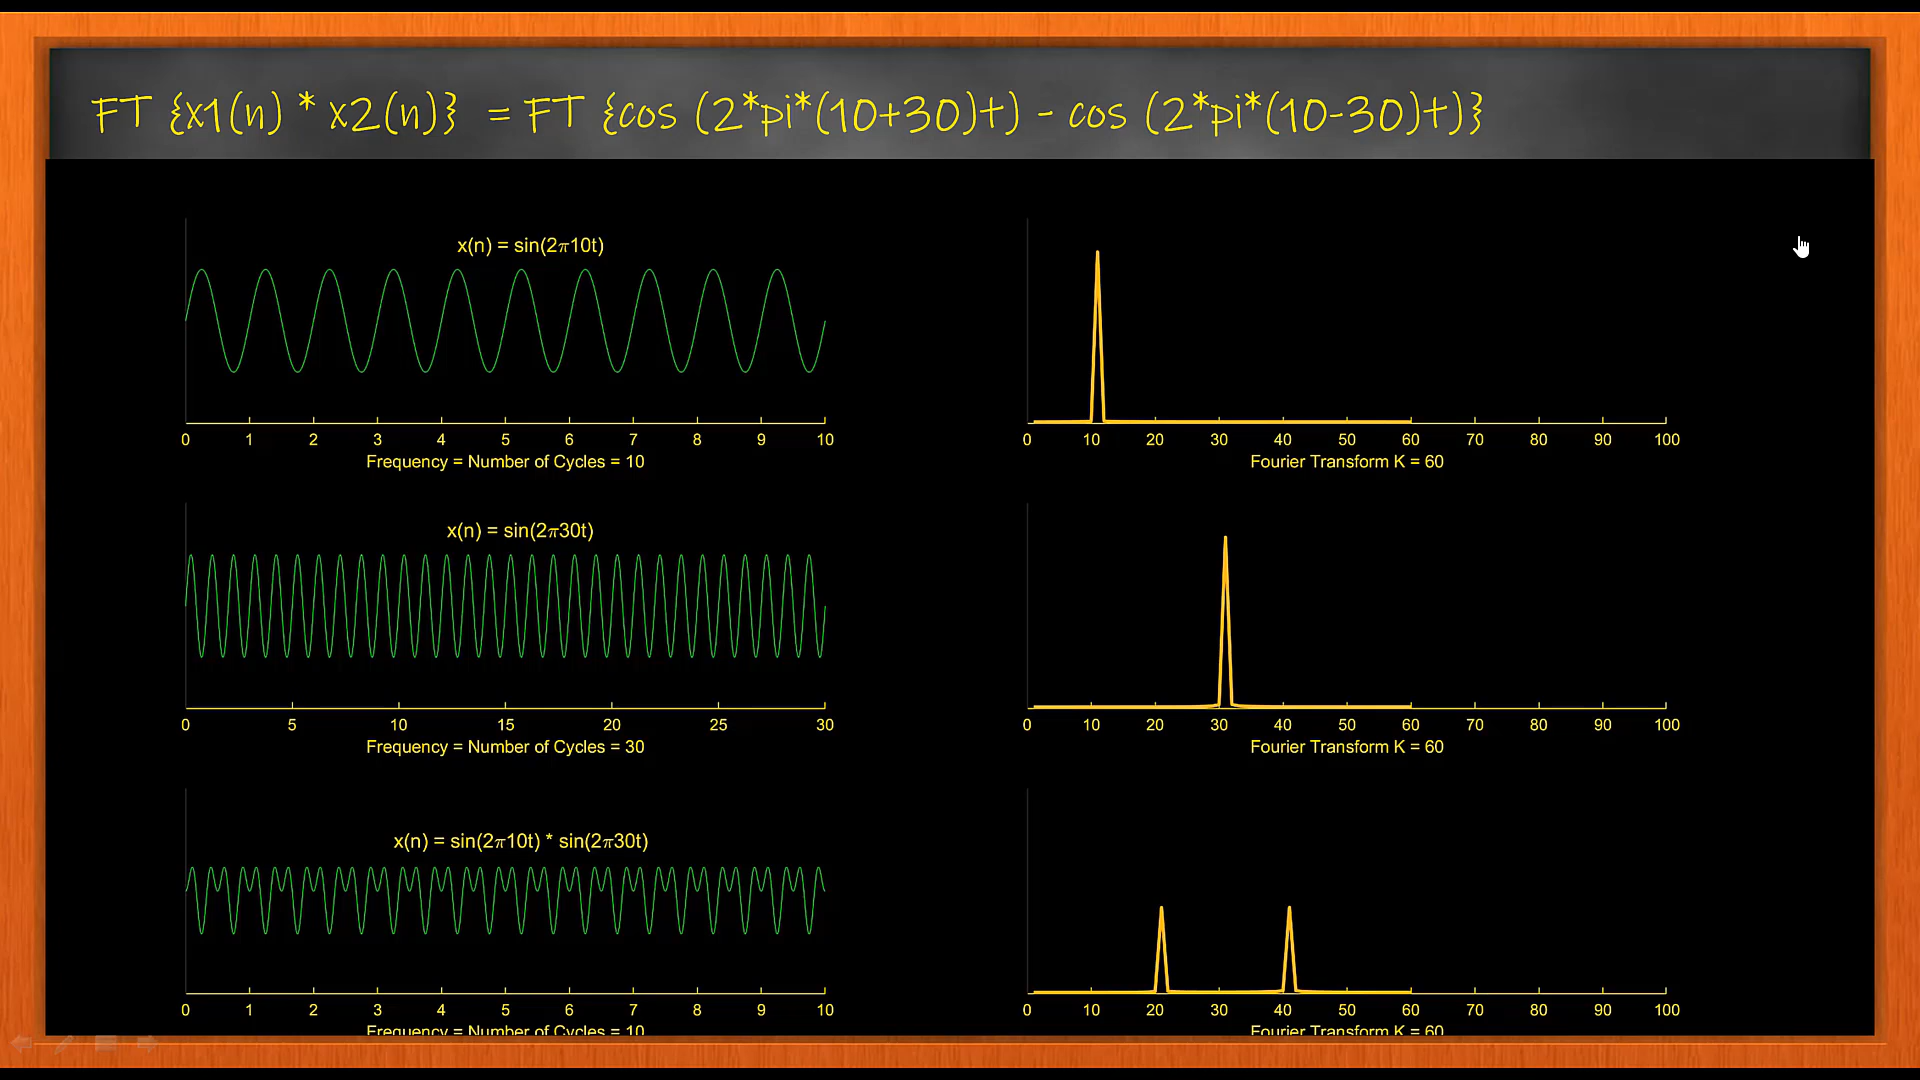 FT {x1(n) * x2(n)} = FT {cos (2*pi*(10+30)t) - cos (2*pi*(10-30)t)}
x(n) = sin(2π10t)
0 1 2 3 4 5 6 7 8 9 10
Frequency = Number of Cycles = 10
0 10 20 30 40 50 60 70 80 90 100
Fourier Transform K = 60
x(n) = sin(2π30t)
0 5 10 15 20 25 30
Frequency = Number of Cycles = 30
0 10 20 30 40 50 60 70 80 90 100
Fourier Transform K = 60
x(n) = sin(2π10t) * sin(2π30t)
0 1 2 3 4 5 6 7 8 9 10
Frequency = Number of Cycles = 10
0 10 20 30 40 50 60 70 80 90 100
Fourier Transform K = 60